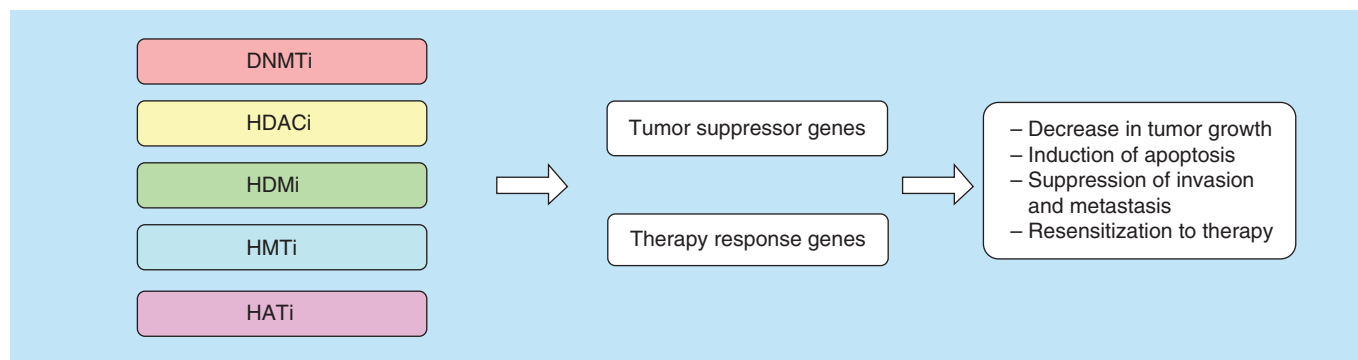 DNMTi
HDACi
HDMi
HMTi
HATi
Tumor suppressor genes
Therapy response genes
– Decrease in tumor growth
– Induction of apoptosis
– Suppression of invasion
and metastasis
– Resensitization to therapy